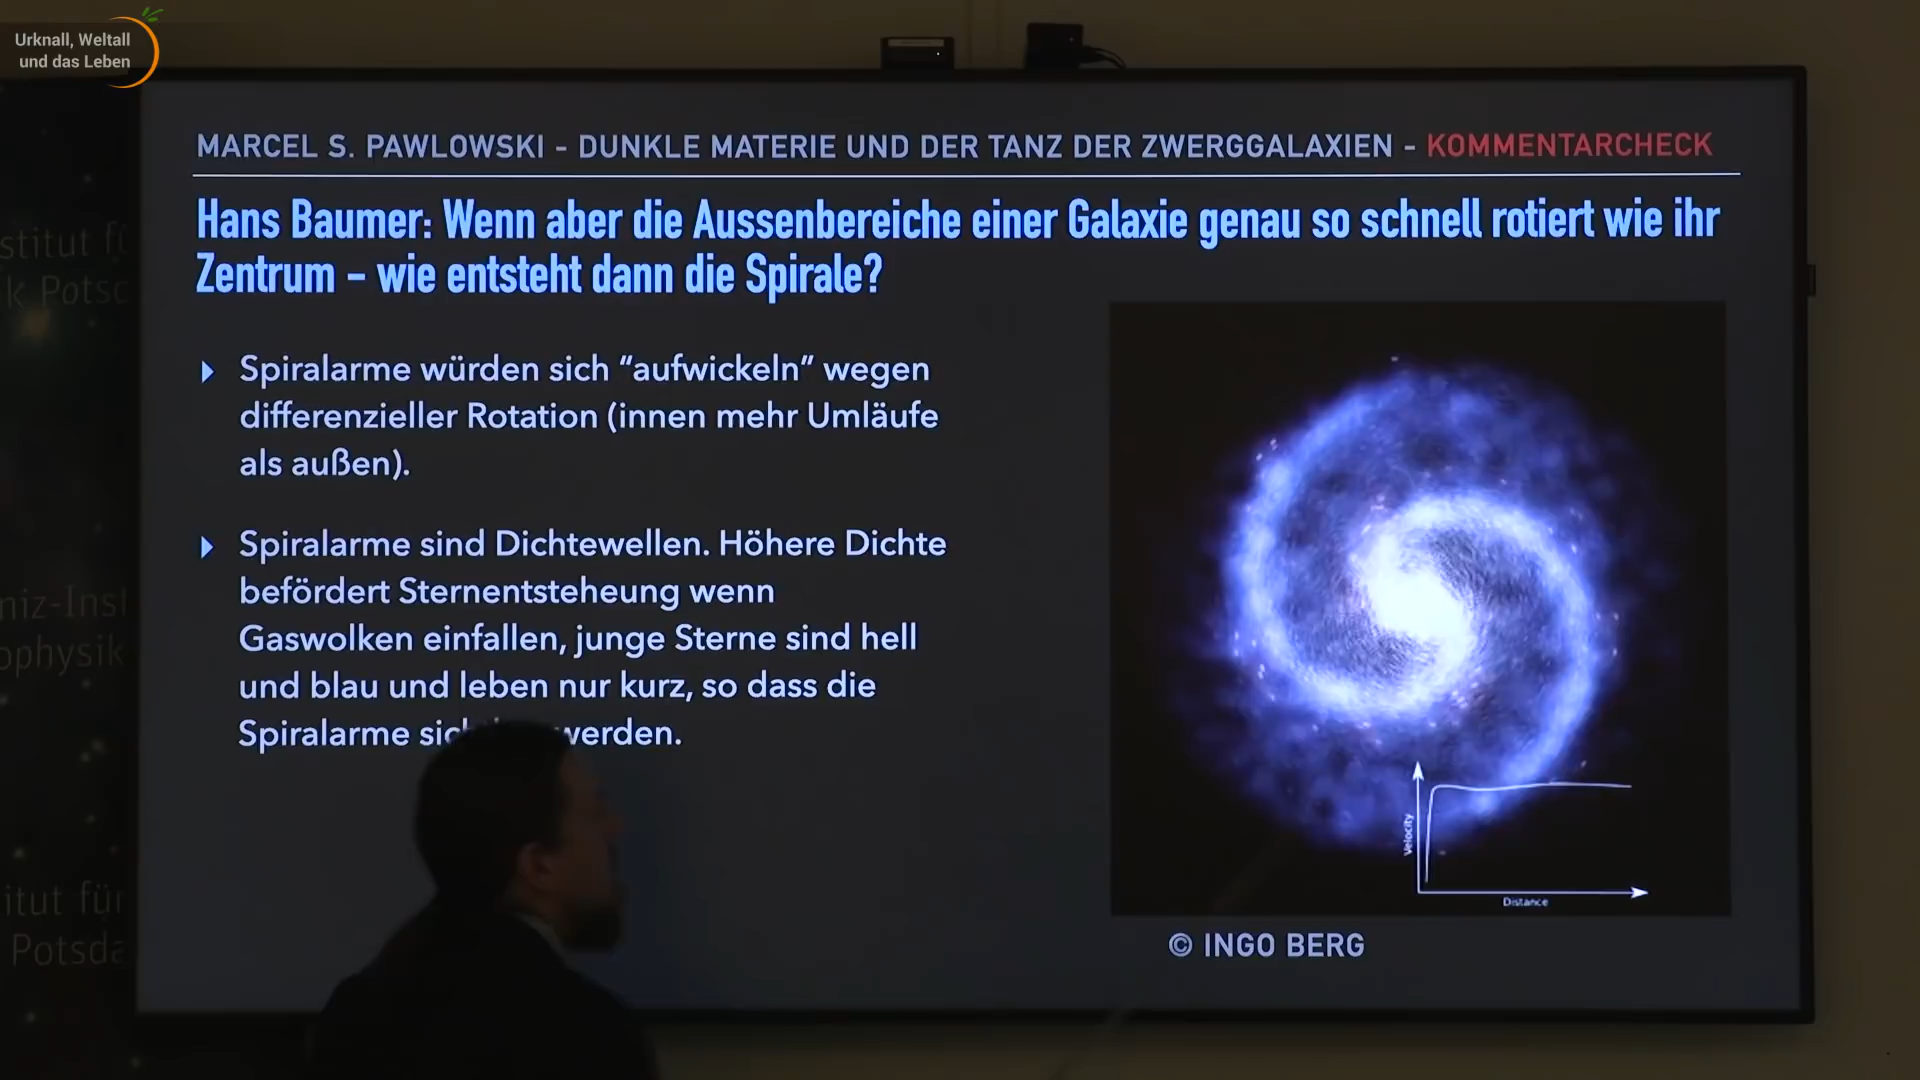 Urknall, Weltall
und das Leben
MARCEL S. PAWLOWSKI - DUNKLE MATERIE UND DER TANZ DER ZWERGGALAXIEN - KOMMENTARCHECK
Hans Baumer: Wenn aber die Aussenbereiche einer Galaxie genau so schnell rotiert wie ihr
Zentrum – wie entsteht dann die Spirale?
Spiralarme würden sich “aufwickeln” wegen
differenzieller Rotation (innen mehr Umläufe
als außen).
Spiralarme sind Dichtewellen. Höhere Dichte
befördert Sternentsteheung wenn
Gaswolken einfallen, junge Sterne sind hell
und blau und leben nur kurz, so dass die
Spiralarme werden.
Velocity
Distance
© INGO BERG